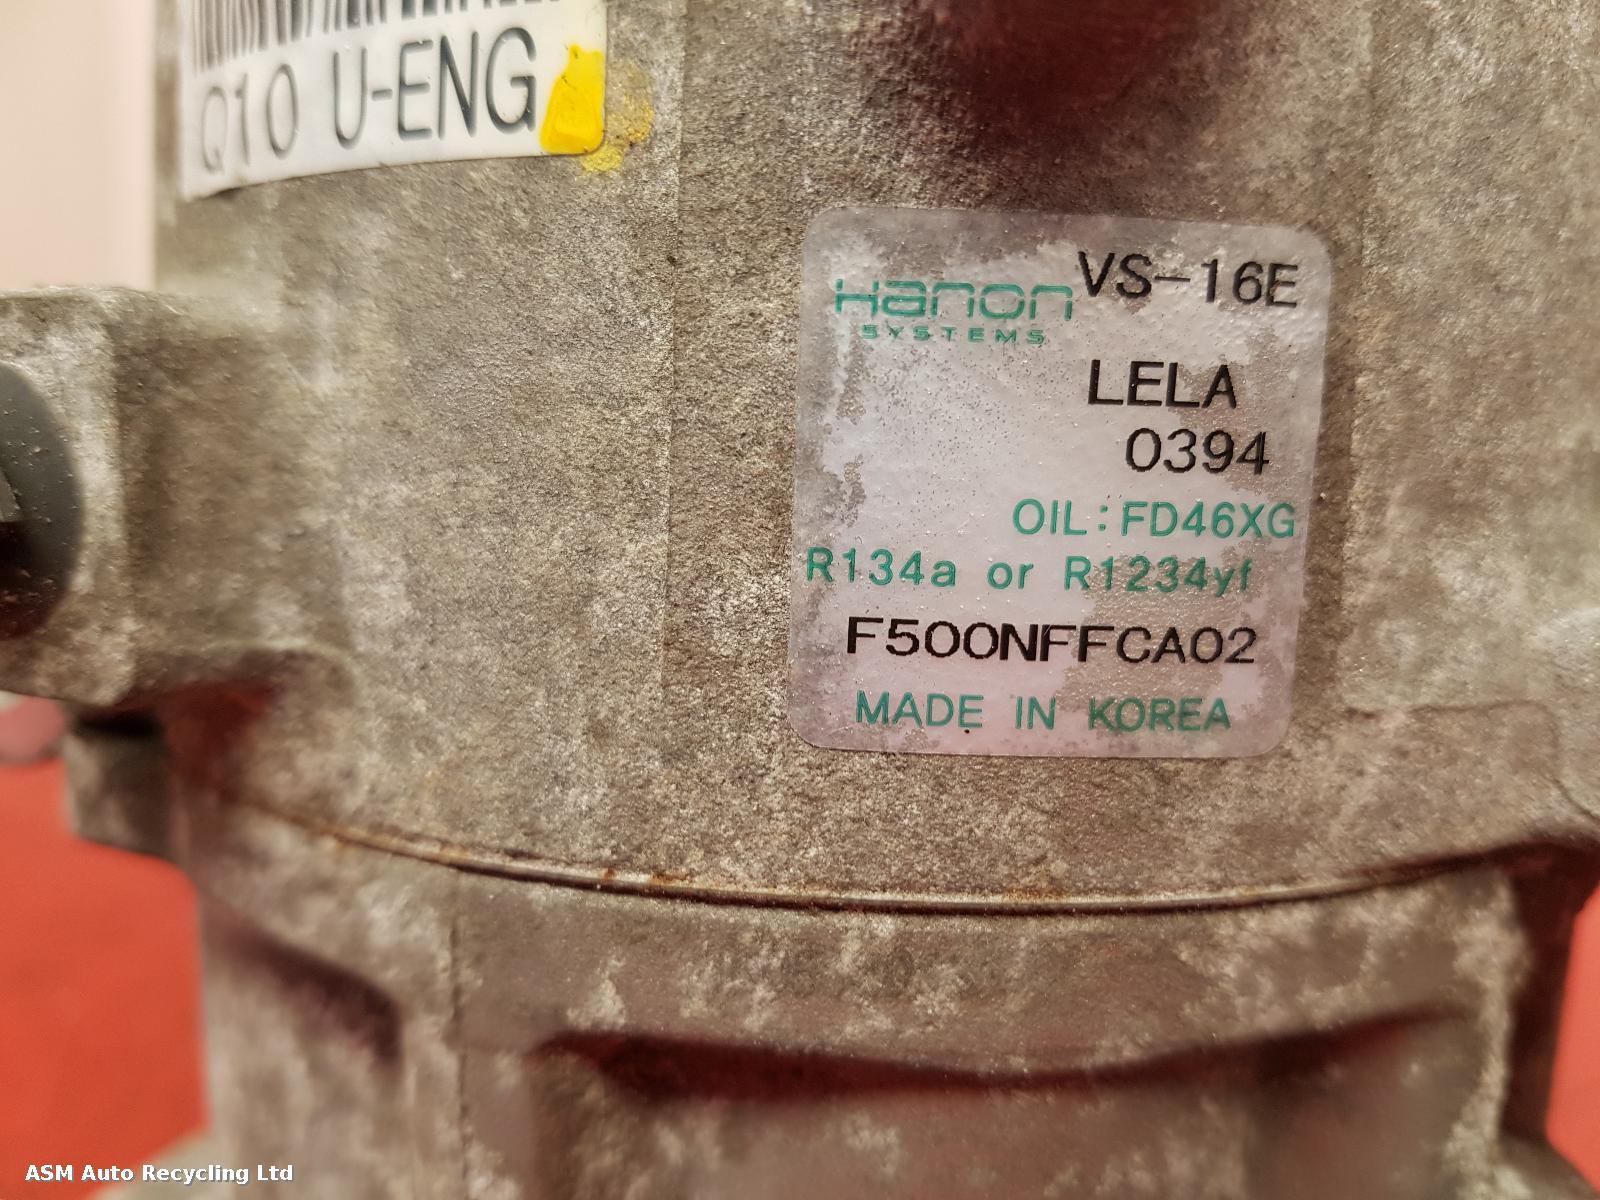 Q10 U-ENG
Hanon VS-16E
SYSTEMS
LELA
0394
OIL:FD46XG
R134a or R1234yf
F500NFFCA02
MADE IN KOREA
ASM Auto Recycling Ltd